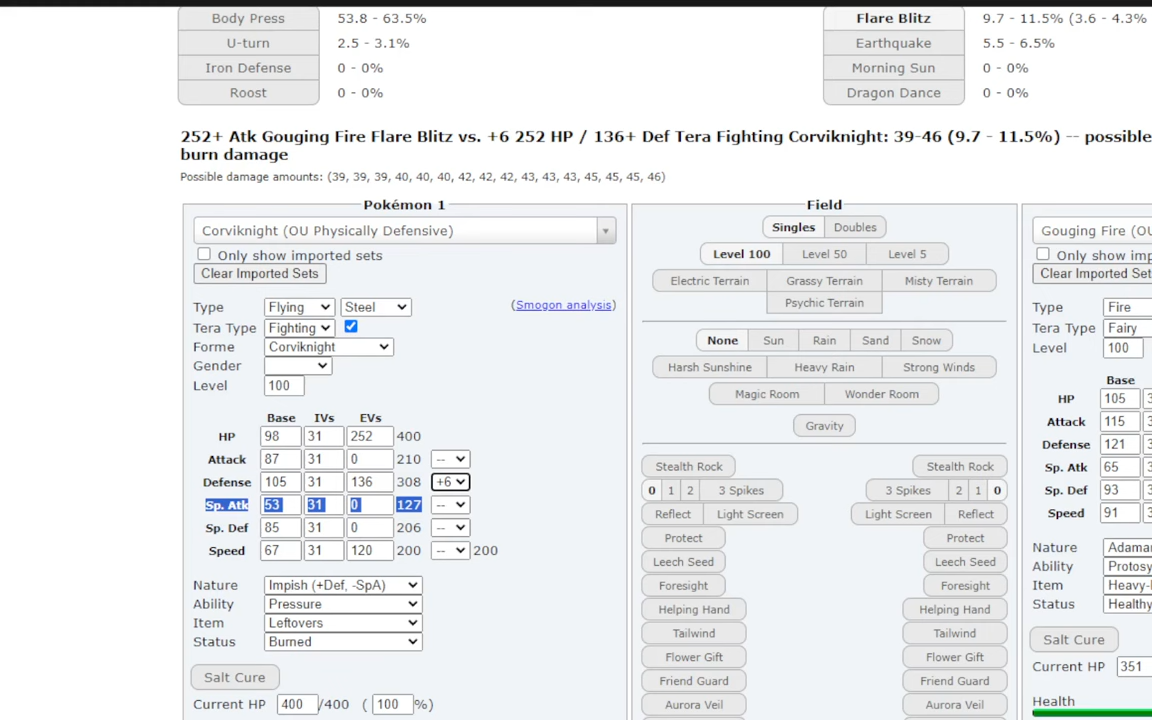 Body Press 53.8 - 63.5% Flare Blitz 9.7 - 11.5% (3.6 - 4.3%
U-turn 2.5 - 3.1% Earthquake 5.5 - 6.5%
Iron Defense 0 - 0% Morning Sun 0 - 0%
Roost 0 - 0% Dragon Dance 0 - 0%
252+ Atk Gouging Fire Flare Blitz vs. +6 252 HP / 136+ Def Tera Fighting Corviknight: 39-46 (9.7 - 11.5%) -- possible
burn damage
Possible damage amounts: (39, 39, 39, 40, 40, 40, 42, 42, 42, 43, 43, 43, 45, 45, 45, 46)
Pokémon 1
Corviknight (OU Physically Defensive)
Only show imported sets
Clear Imported Sets
Type Flying Steel (Smogon analysis)
Tera Type Fighting
Forme Corviknight
Gender
Level 100
Base IVs EVs
HP 98 31 252 400
Attack 87 31 0 210 --
Defense 105 31 136 308 +6
Sp. Atk 53 31 0 127 --
Sp. Def 85 31 0 206 --
Speed 67 31 120 200 -- 200
Nature Impish (+Def, -SpA)
Ability Pressure
Item Leftovers
Status Burned
Salt Cure
Current HP 400 /400 ( 100 %)
Field
Singles Doubles
Level 100 Level 50 Level 5
Electric Terrain Grassy Terrain Misty Terrain
Psychic Terrain
None Sun Rain Sand Snow
Harsh Sunshine Heavy Rain Strong Winds
Magic Room Wonder Room
Gravity
Stealth Rock Stealth Rock
0 1 2 3 Spikes 3 Spikes 2 1 0
Reflect Light Screen Light Screen Reflect
Protect Protect
Leech Seed Leech Seed
Foresight Foresight
Helping Hand Helping Hand
Tailwind Tailwind
Flower Gift Flower Gift
Friend Guard Friend Guard
Aurora Veil Aurora Veil
Gouging Fire (OU
Only show imp
Clear Imported Sets
Type Fire
Tera Type Fairy
Level 100
Base
HP 105
Attack 115
Defense 121
Sp. Atk 65
Sp. Def 93
Speed 91
Nature Adama
Ability Protosy
Item Heavy-
Status Healthy
Salt Cure
Current HP 351
Health